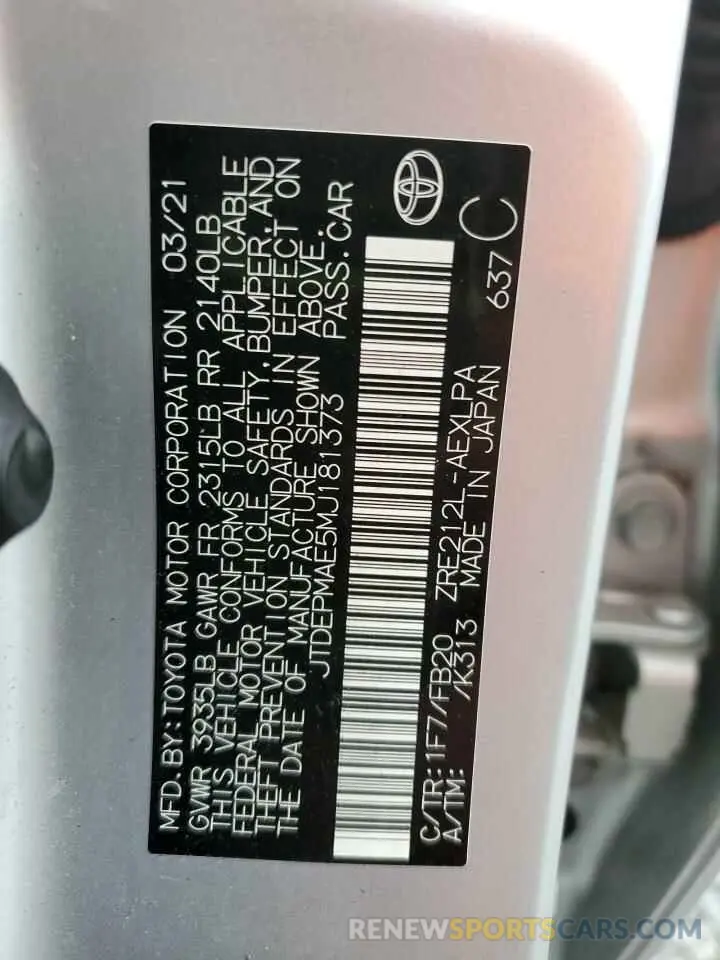 MFD. BY: TOYOTA MOTOR CORPORATION 03/21
GVWR 3935LB GAWR FR 2315LB RR 2140LB
THIS VEHICLE CONFORMS TO ALL APPLICABLE
FEDERAL MOTOR VEHICLE SAFETY, BUMPER, AND
THEFT PREVENTION STANDARDS IN EFFECT ON
THE DATE OF MANUFACTURE SHOWN ABOVE.
JTDEPMAE5MJ181373 PASS.CAR
C/TR:1F7/FB20 ZRE212L-AEXLPA 637 C
A/TM: /K313 MADE IN JAPAN
RENEWSPORTSCARS.COM